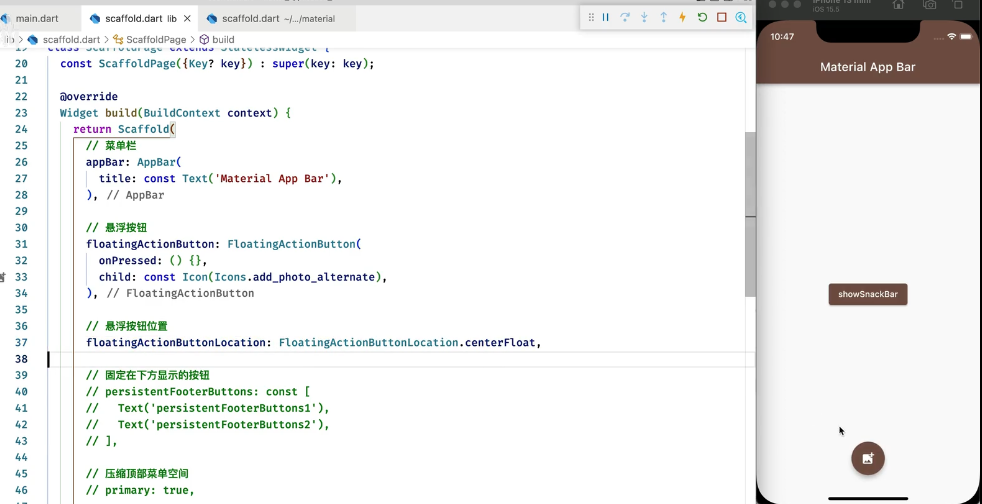 main.dart
scaffold.dart lib ×
scaffold.dart ~/.../material
lib > scaffold.dart > ScaffoldPage > build
19 class ScaffoldPage extends StatelessWidget {
20 const ScaffoldPage({Key? key}) : super(key: key);
21
22 @override
23 Widget build(BuildContext context) {
24 return Scaffold(
25 // 菜单栏
26 appBar: AppBar(
27 title: const Text('Material App Bar'),
28 ), // AppBar
29
30 // 悬浮按钮
31 floatingActionButton: FloatingActionButton(
32 onPressed: () {},
33 child: const Icon(Icons.add_photo_alternate),
34 ), // FloatingActionButton
35
36 // 悬浮按钮位置
37 floatingActionButtonLocation: FloatingActionButtonLocation.centerFloat,
38
39 // 固定在下方显示的按钮
40 // persistentFooterButtons: const [
41 //   Text('persistentFooterButtons1'),
42 //   Text('persistentFooterButtons2'),
43 // ],
44
45 // 压缩顶部菜单空间
46 // primary: true,
iPhone 13 mini
iOS 15.5
10:47
Material App Bar
showSnackBar